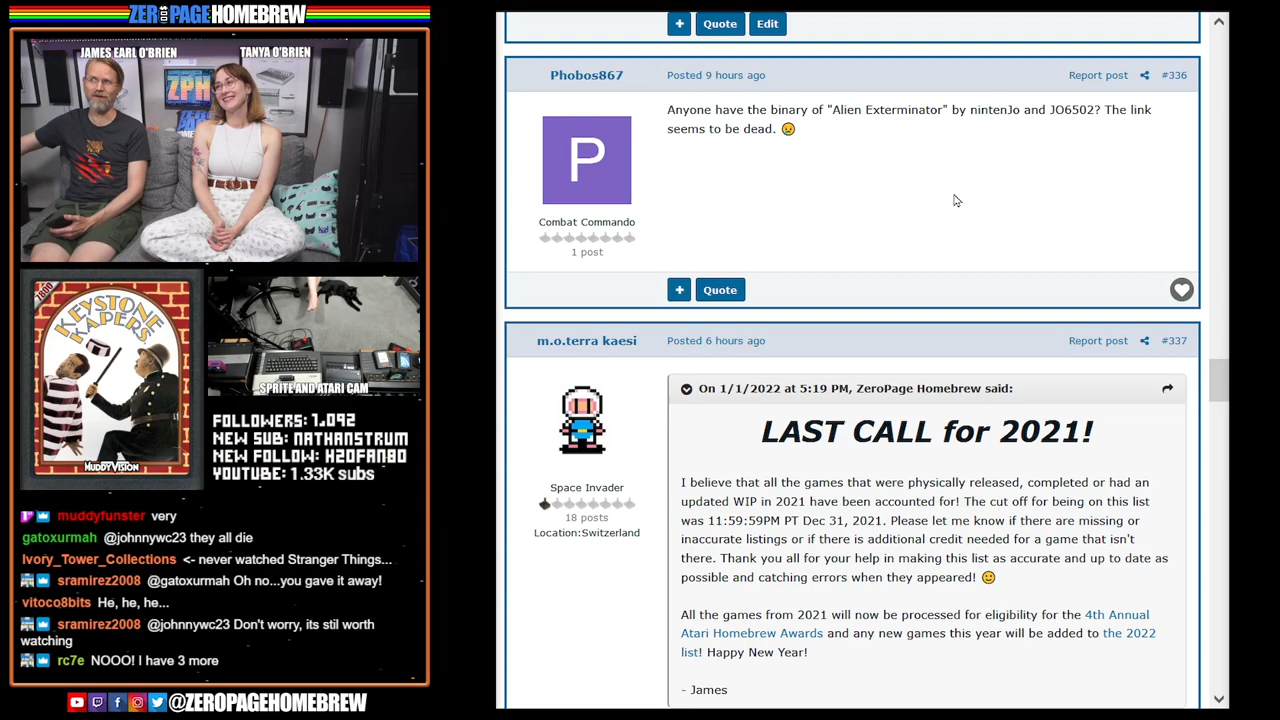 ZEROPAGE HOMEBREW
JAMES EARL O'BRIEN
TANYA O'BRIEN
ZPH
7800
KEYSTONE
KAPERS
MUDDYVISION
SPRITE AND ATARI CAM
FOLLOWERS: 1,092
NEW SUB: NATHANSTRUM
NEW FOLLOW: H2OFAN80
YOUTUBE: 1.33K subs
muddyfunster very
gatoxurmah @johnnywc23 they all die
Ivory_Tower_Collections <- never watched Stranger Things...
sramirez2008 @gatoxurmah Oh no...you gave it away!
vitoco8bits He, he, he...
sramirez2008 @johnnywc23 Don't worry, its stil worth
watching
rc7e NOOO! I have 3 more
@ZEROPAGEHOMEBREW
+ Quote Edit
Phobos867
Posted 9 hours ago
Report post #336
P
Combat Commando
1 post
Anyone have the binary of "Alien Exterminator" by nintenJo and JO6502? The link
seems to be dead.
+ Quote
m.o.terra kaesi
Posted 6 hours ago
Report post #337
Space Invader
18 posts
Location:Switzerland
On 1/1/2022 at 5:19 PM, ZeroPage Homebrew said:
LAST CALL for 2021!
I believe that all the games that were physically released, completed or had an
updated WIP in 2021 have been accounted for! The cut off for being on this list
was 11:59:59PM PT Dec 31, 2021. Please let me know if there are missing or
inaccurate listings or if there is additional credit needed for a game that isn't
there. Thank you all for your help in making this list as accurate and up to date as
possible and catching errors when they appeared!
All the games from 2021 will now be processed for eligibility for the 4th Annual
Atari Homebrew Awards and any new games this year will be added to the 2022
list! Happy New Year!
- James